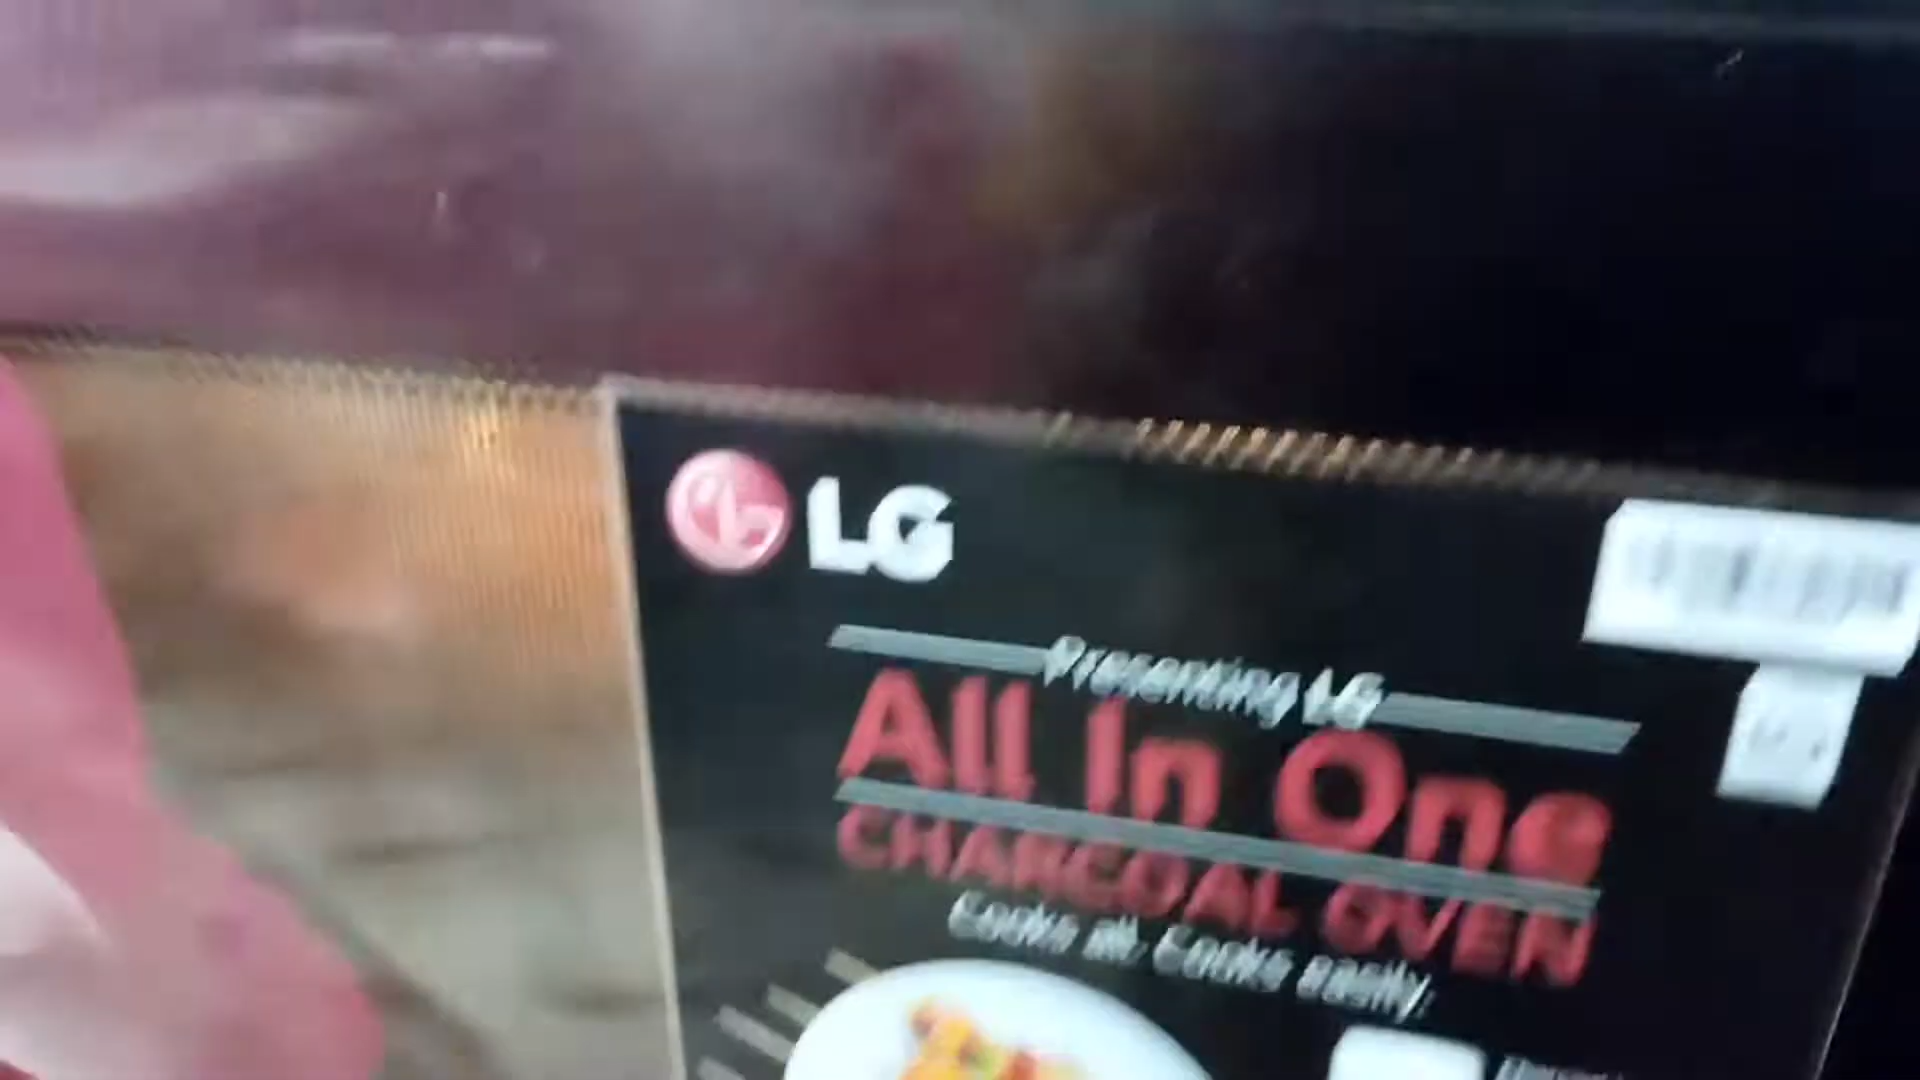 LG
Presenting LG
All In One
CHARCOAL OVEN
Cooks all. Cooks easily.